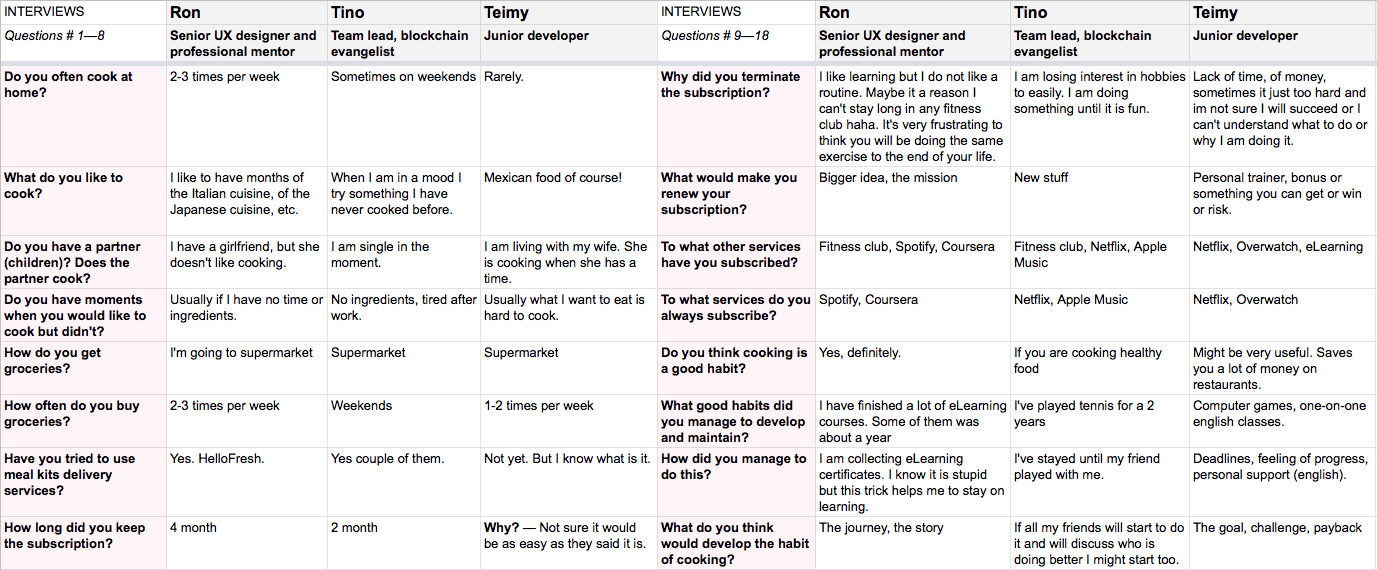 INTERVIEWS
Ron
Tino
Teimy
Questions # 1—8
Senior UX designer and
professional mentor
Team lead, blockchain
evangelist
Junior developer
Do you often cook at
home?
2-3 times per week
Sometimes on weekends
Rarely.
What do you like to
cook?
I like to have months of
the Italian cuisine, of the
Japanese cuisine, etc.
When I am in a mood I
try something I have
never cooked before.
Mexican food of course!
Do you have a partner
(children)? Does the
partner cook?
I have a girlfriend, but she
doesn't like cooking.
I am single in the
moment.
I am living with my wife. She
is cooking when she has a
time.
Do you have moments
when you would like to
cook but didn't?
Usually if I have no time or
ingredients.
No ingredients, tired after
work.
Usually what I want to eat is
hard to cook.
How do you get
groceries?
I'm going to supermarket
Supermarket
Supermarket
How often do you buy
groceries?
2-3 times per week
Weekends
1-2 times per week
Have you tried to use
meal kits delivery
services?
Yes. HelloFresh.
Yes couple of them.
Not yet. But I know what is it.
How long did you keep
the subscription?
4 month
2 month
Why? — Not sure it would
be as easy as they said it is.
INTERVIEWS
Ron
Tino
Teimy
Questions # 9—18
Senior UX designer and
professional mentor
Team lead, blockchain
evangelist
Junior developer
Why did you terminate
the subscription?
I like learning but I do not like a
routine. Maybe it a reason I
can't stay long in any fitness
club haha. It's very frustrating to
think you will be doing the same
exercise to the end of your life.
I am losing interest in hobbies
to easily. I am doing
something until it is fun.
Lack of time, of money,
sometimes it just too hard and
im not sure I will succeed or I
can't understand what to do or
why I am doing it.
What would make you
renew your
subscription?
Bigger idea, the mission
New stuff
Personal trainer, bonus or
something you can get or win
or risk.
To what other services
have you subscribed?
Fitness club, Spotify, Coursera
Fitness club, Netflix, Apple
Music
Netflix, Overwatch, eLearning
To what services do you
always subscribe?
Spotify, Coursera
Netflix, Apple Music
Netflix, Overwatch
Do you think cooking is
a good habit?
Yes, definitely.
If you are cooking healthy
food
Might be very useful. Saves
you a lot of money on
restaurants.
What good habits did
you manage to develop
and maintain?
I have finished a lot of eLearning
courses. Some of them was
about a year
I've played tennis for a 2
years
Computer games, one-on-one
english classes.
How did you manage to
do this?
I am collecting eLearning
certificates. I know it is stupid
but this trick helps me to stay on
learning.
I've stayed until my friend
played with me.
Deadlines, feeling of progress,
personal support (english).
What do you think
would develop the habit
of cooking?
The journey, the story
If all my friends will start to do
it and will discuss who is
doing better I might start too.
The goal, challenge, payback